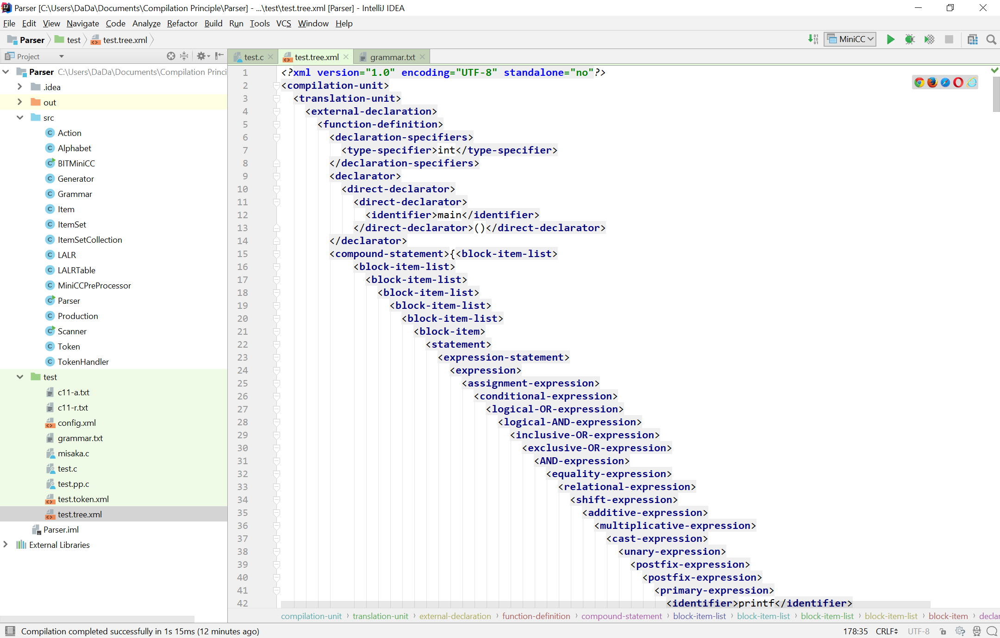 Parser [C:\Users\DaDa\Documents\Compilation Principle\Parser] - ...\test\test.tree.xml [Parser] - IntelliJ IDEA
File Edit View Navigate Code Analyze Refactor Build Run Tools VCS Window Help
Parser test test.tree.xml MiniCC
Project
Parser C:\Users\DaDa\Documents\Compilation Princi
.idea
out
src
Action
Alphabet
BITMiniCC
Generator
Grammar
Item
ItemSet
ItemSetCollection
LALR
LALRTable
MiniCCPreProcessor
Parser
Production
Scanner
Token
TokenHandler
test
c11-a.txt
c11-r.txt
config.xml
grammar.txt
misaka.c
test.c
test.pp.c
test.token.xml
test.tree.xml
Parser.iml
External Libraries
test.c test.tree.xml grammar.txt
1 <?xml version="1.0" encoding="UTF-8" standalone="no"?>
2 <compilation-unit>
3 <translation-unit>
4 <external-declaration>
5 <function-definition>
6 <declaration-specifiers>
7 <type-specifier>int</type-specifier>
8 </declaration-specifiers>
9 <declarator>
10 <direct-declarator>
11 <direct-declarator>
12 <identifier>main</identifier>
13 </direct-declarator>()</direct-declarator>
14 </declarator>
15 <compound-statement>{<block-item-list>
16 <block-item-list>
17 <block-item-list>
18 <block-item-list>
19 <block-item-list>
20 <block-item-list>
21 <block-item>
22 <statement>
23 <expression-statement>
24 <expression>
25 <assignment-expression>
26 <conditional-expression>
27 <logical-OR-expression>
28 <logical-AND-expression>
29 <inclusive-OR-expression>
30 <exclusive-OR-expression>
31 <AND-expression>
32 <equality-expression>
33 <relational-expression>
34 <shift-expression>
35 <additive-expression>
36 <multiplicative-expression>
37 <cast-expression>
38 <unary-expression>
39 <postfix-expression>
40 <postfix-expression>
41 <primary-expression>
42 <identifier>printf</identifier>
compilation-unit › translation-unit › external-declaration › function-definition › compound-statement › block-item-list › block-item-list › block-item-list › block-item-list › block-item › declar
Compilation completed successfully in 1s 15ms (12 minutes ago) 178:35 CRLF UTF-8